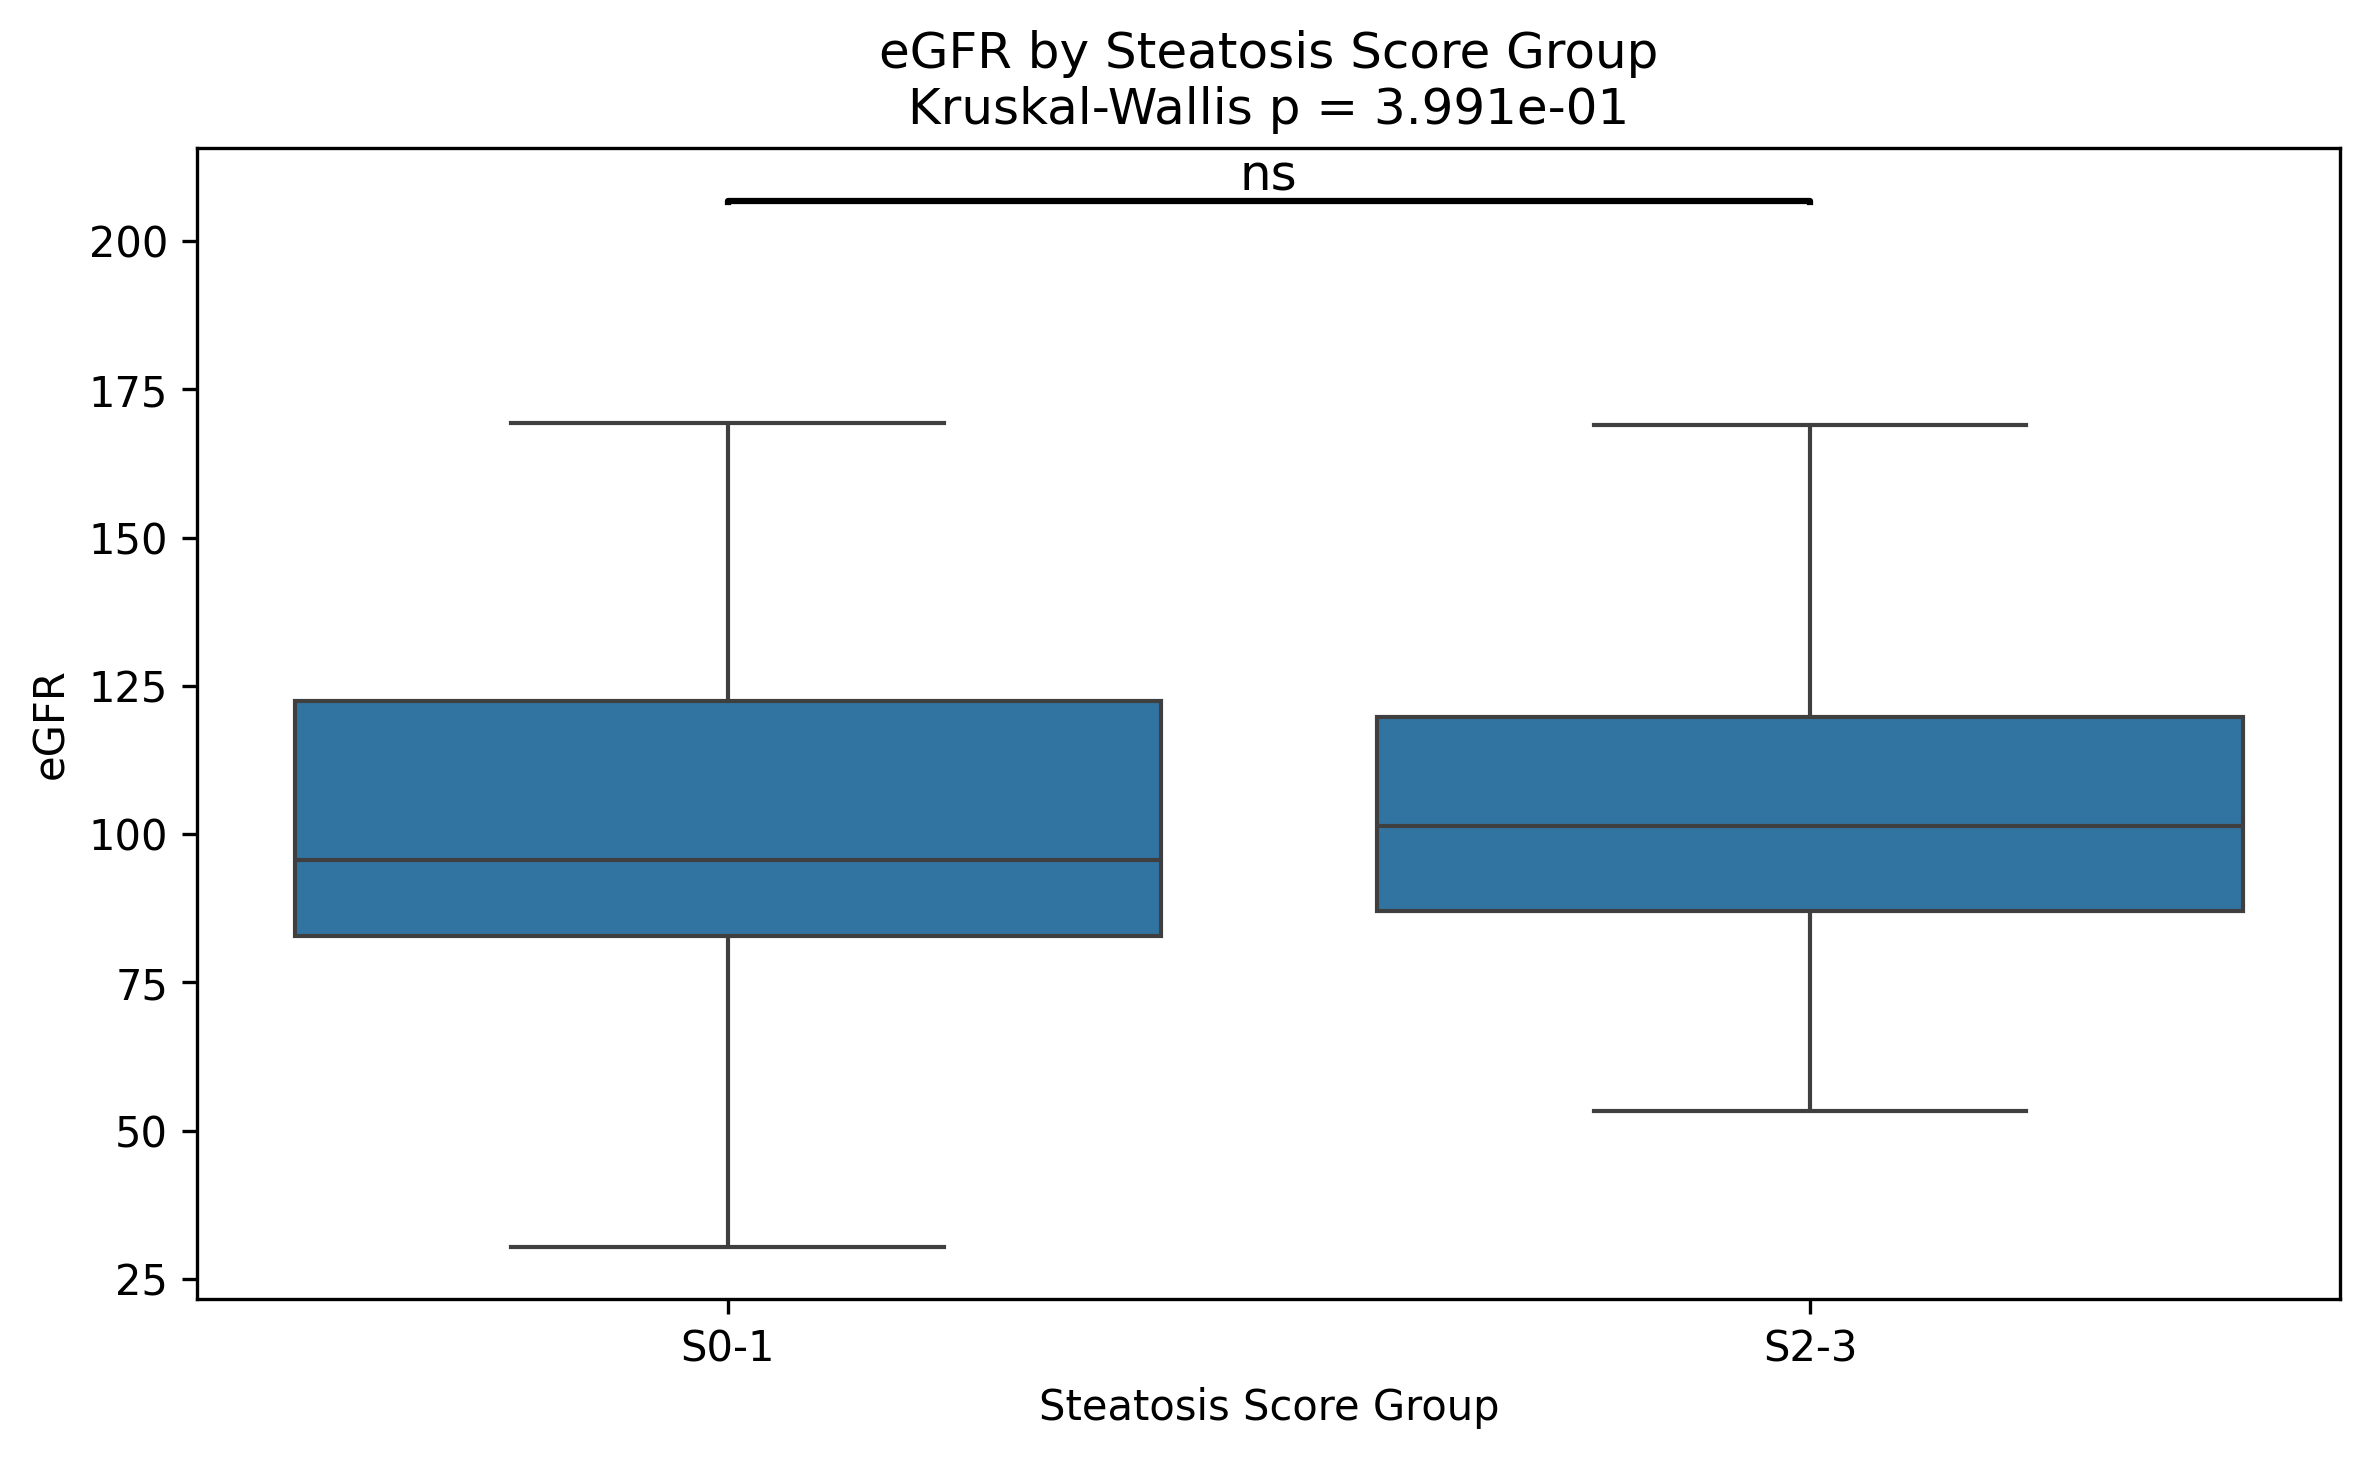 eGFR by Steatosis Score Group
Kruskal-Wallis p = 3.991e-01
ns
200
175
150
125
100
75
50
25
eGFR
S0-1
S2-3
Steatosis Score Group